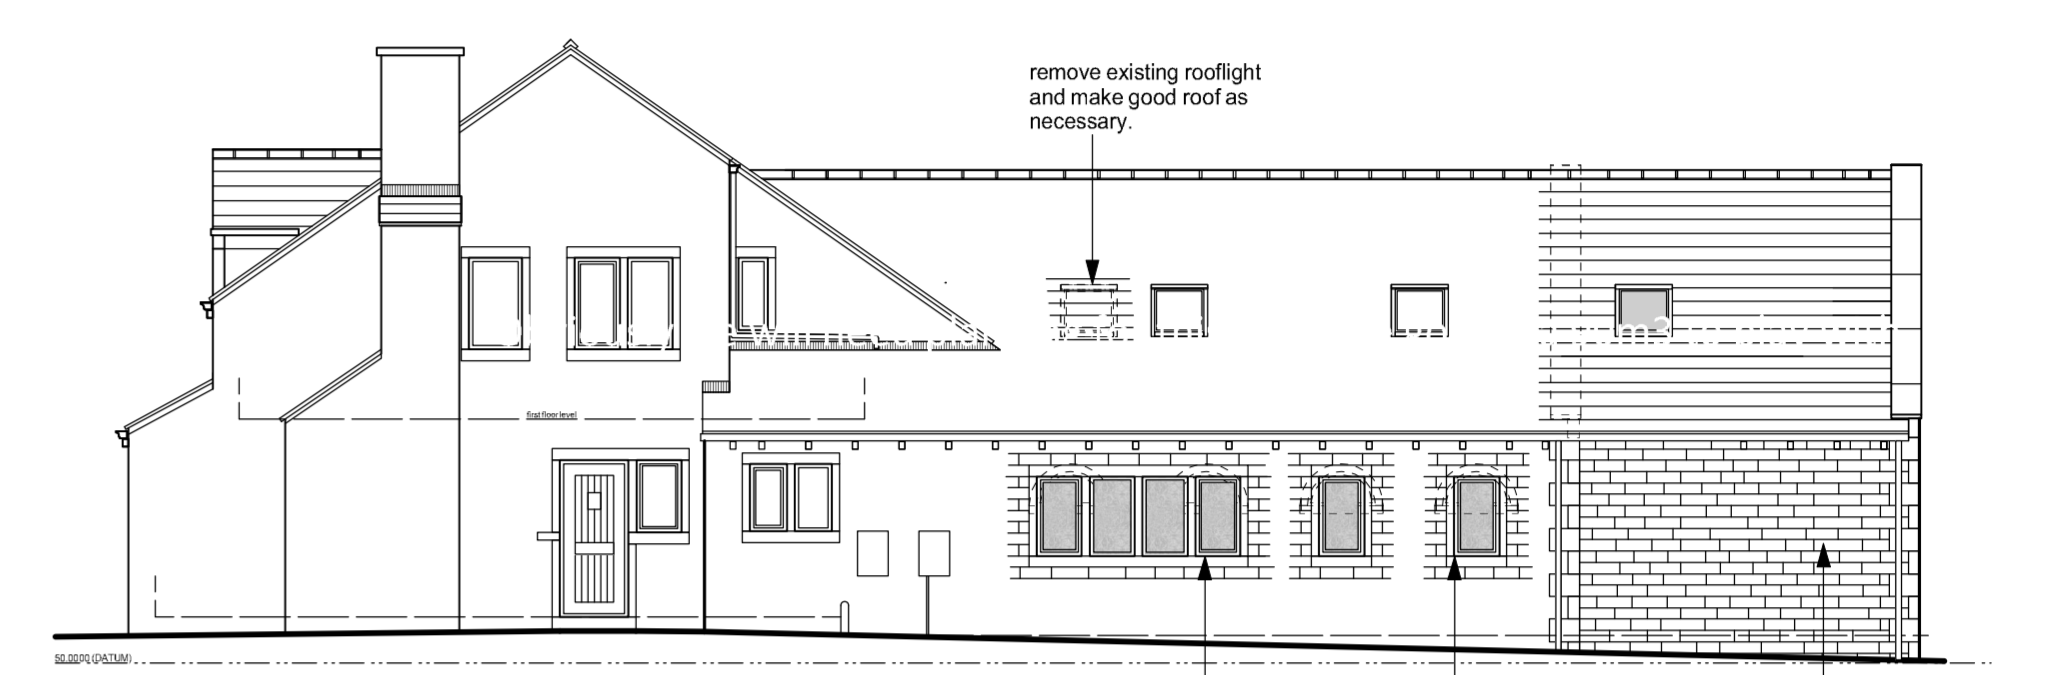 remove existing rooflight
and make good roof as
necessary.
first floor level
50.0000 (DATUM)